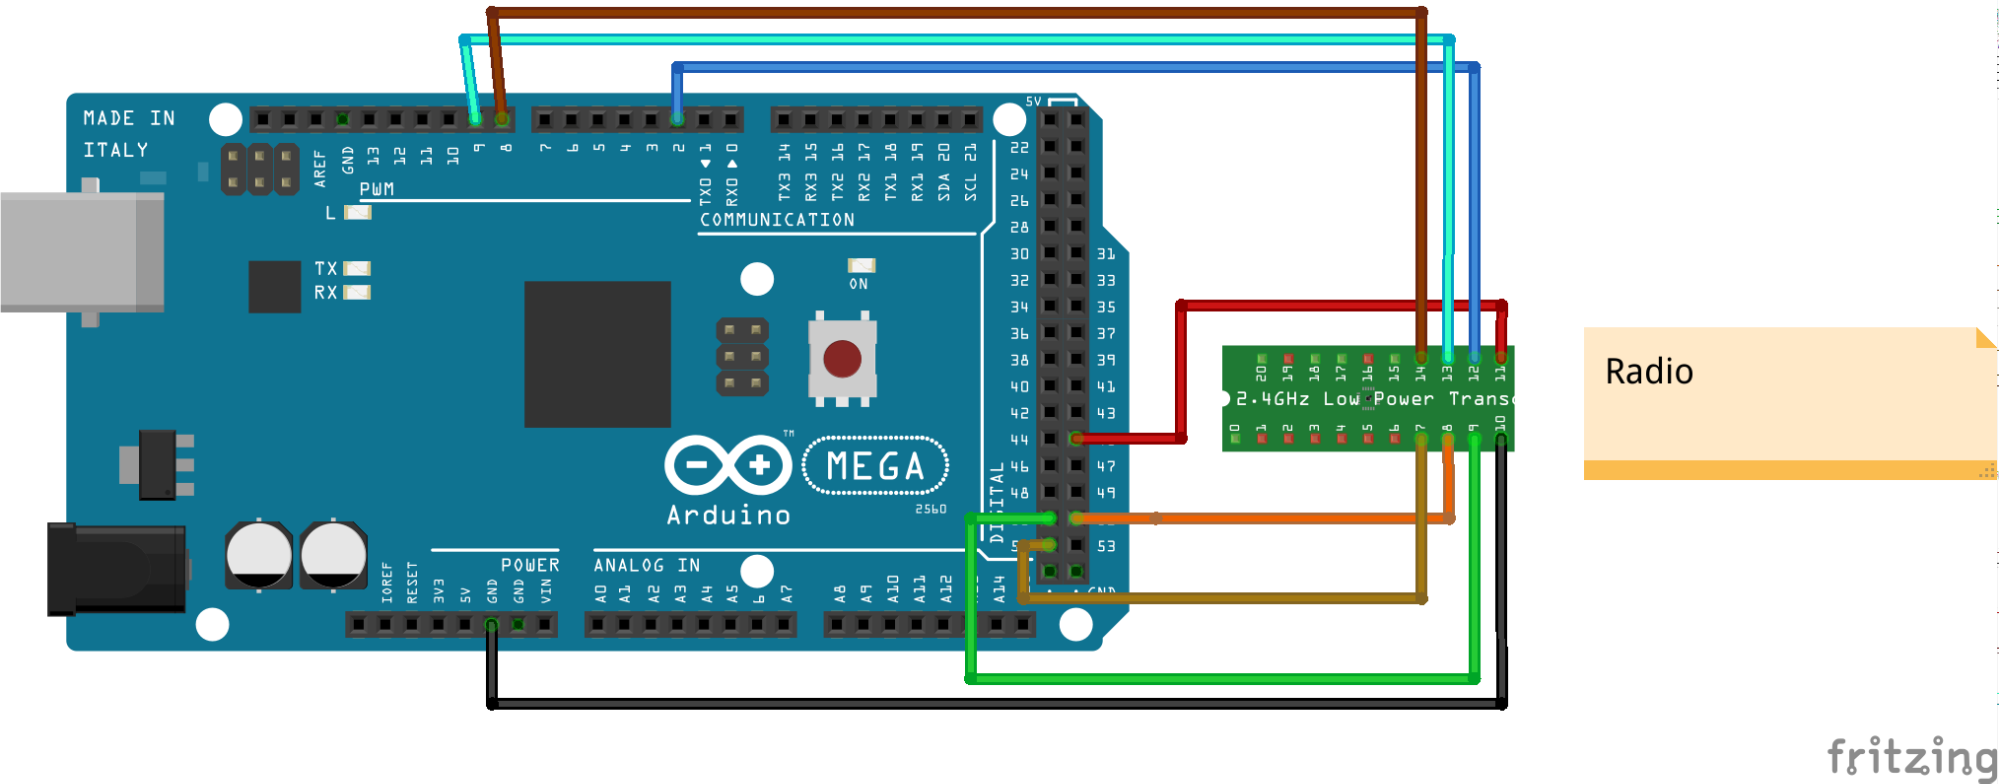 MADE IN
ITALY
AREF
GND
13
12
11
10
9
8
7
6
5
4
3
2
TX0 1
RX0 0
TX3 14
RX3 15
TX2 16
RX2 17
TX1 18
RX1 19
SDA 20
SCL 21
5V
PWM
L
COMMUNICATION
TX
RX
ON
22
24
26
28
30 31
32 33
34 35
36 37
38 39
40 41
42 43
44
46 47
48 49
53
DIGITAL
GND
TM
MEGA
Arduino
2560
POWER
ANALOG IN
IOREF
RESET
3V3
5V
GND
GND
VIN
A0
A1
A2
A3
A4
A5
6
A7
A8
A9
A10
A11
A12
A14
20
19
18
17
16
15
14
13
12
11
2.4GHz Low Power
0
1
2
3
4
5
6
7
8
9
10
Radio
fritzing